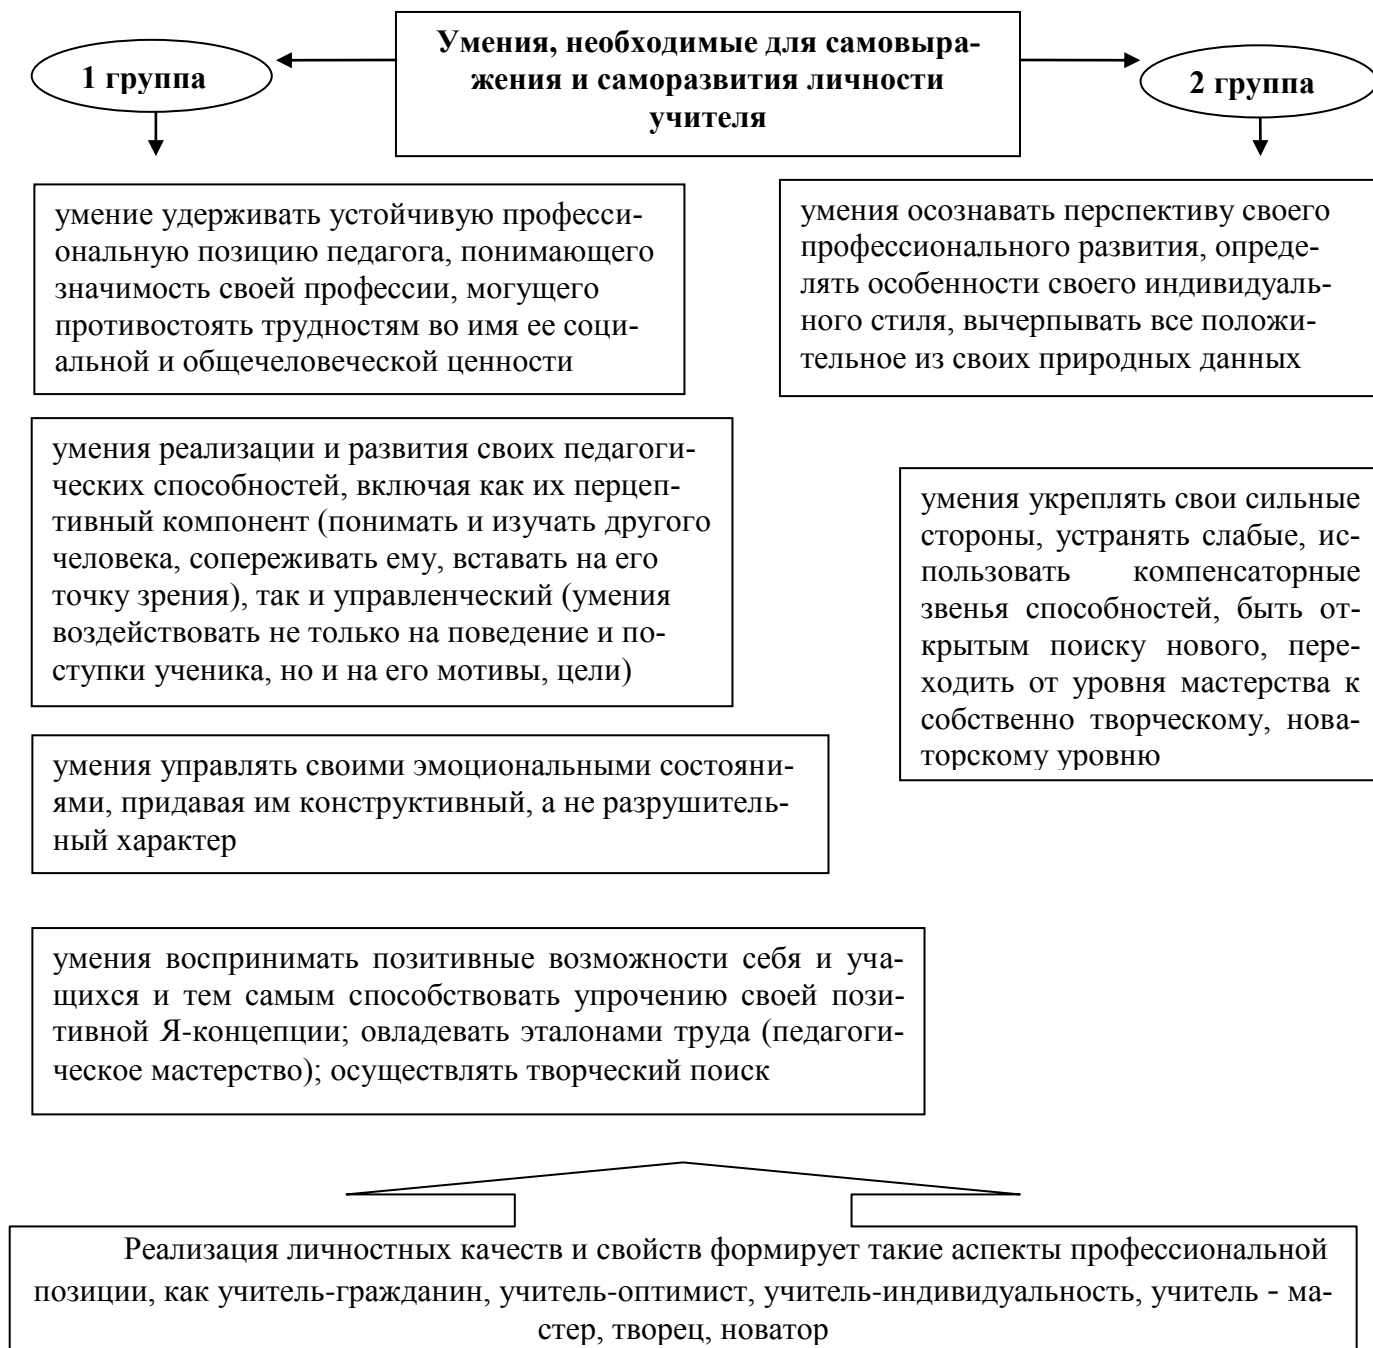 Умения, необходимые для самовыра-
жения и саморазвития личности
учителя
1 группа
2 группа
умение удерживать устойчивую професси-
ональную позицию педагога, понимающего
значимость своей профессии, могущего
противостоять трудностям во имя ее соци-
альной и общечеловеческой ценности
умения реализации и развития своих педагоги-
ческих способностей, включая как их перцеп-
тивный компонент (понимать и изучать другого
человека, сопереживать ему, вставать на его
точку зрения), так и управленческий (умения
воздействовать не только на поведение и по-
ступки ученика, но и на его мотивы, цели)
умения управлять своими эмоциональными состояни-
ями, придавая им конструктивный, а не разрушитель-
ный характер
умения воспринимать позитивные возможности себя и уча-
щихся и тем самым способствовать упрочению своей пози-
тивной Я-концепции; овладевать эталонами труда (педагоги-
ческое мастерство); осуществлять творческий поиск
умения осознавать перспективу своего
профессионального развития, опреде-
лять особенности своего индивидуаль-
ного стиля, вычерпывать все положи-
тельное из своих природных данных
умения укреплять свои сильные
стороны, устранять слабые, ис-
пользовать компенсаторные
звенья способностей, быть от-
крытым поиску нового, пере-
ходить от уровня мастерства к
собственно творческому, нова-
торскому уровню
Реализация личностных качеств и свойств формирует такие аспекты профессиональной
позиции, как учитель-гражданин, учитель-оптимист, учитель-индивидуальность, учитель - ма-
стер, творец, новатор